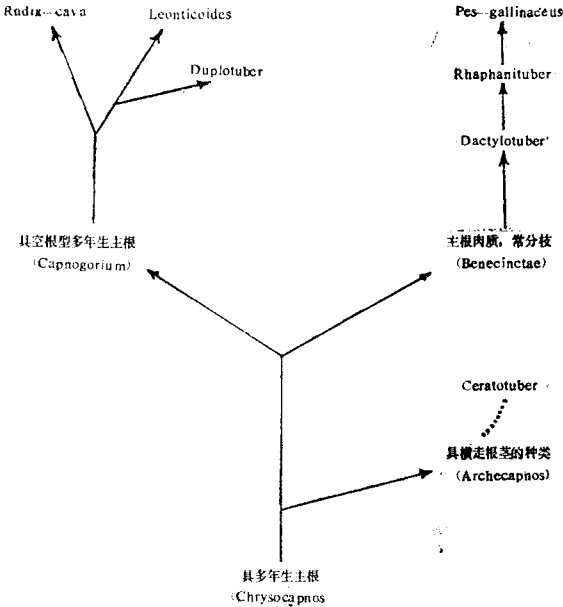 Radix-cava
Leonticoides
Duplotuber
Pes-gallinaceus
Rhaphanituber
Dactylotuber
具空根型多年生主根
(Capnogorium)
主根肉质，常分枝
(Benecinctae)
Ceratotuber
具横走根茎的种类
(Archecapnos)
具多年生主根
(Chrysocapnos